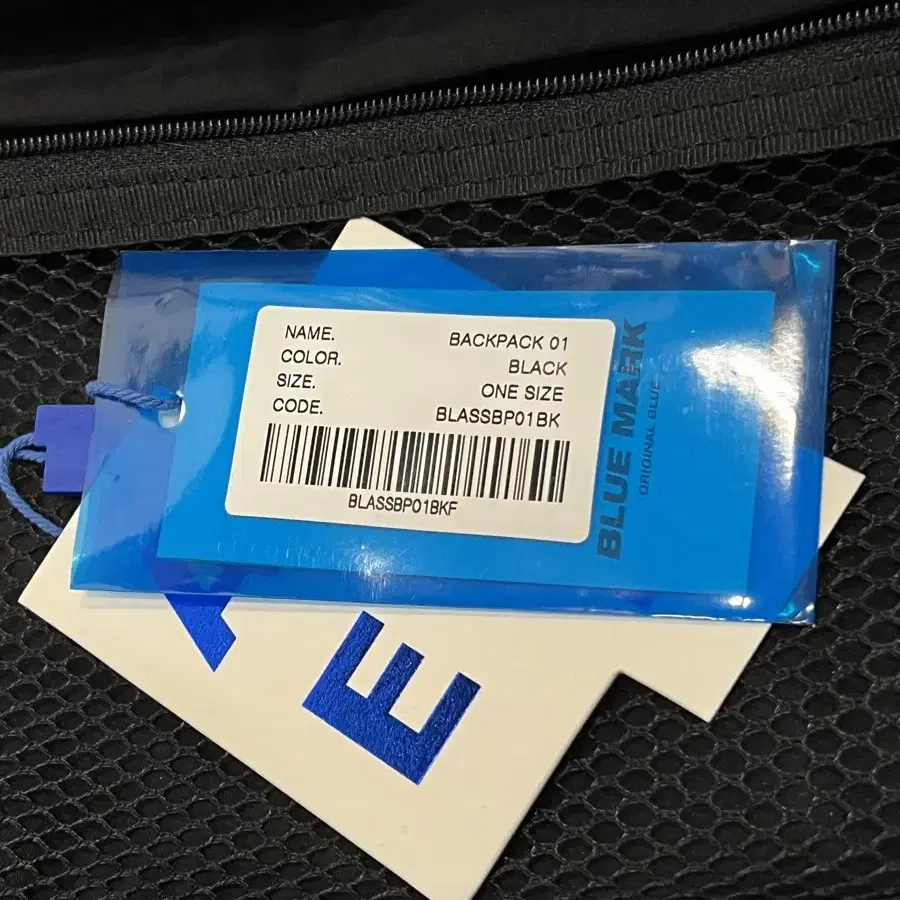 NAME. BACKPACK 01
COLOR. BLACK
SIZE. ONE SIZE
CODE. BLASSBP01BK
BLASSBP01BKF
BLUE MARK
ORIGINAL BLUE.
E